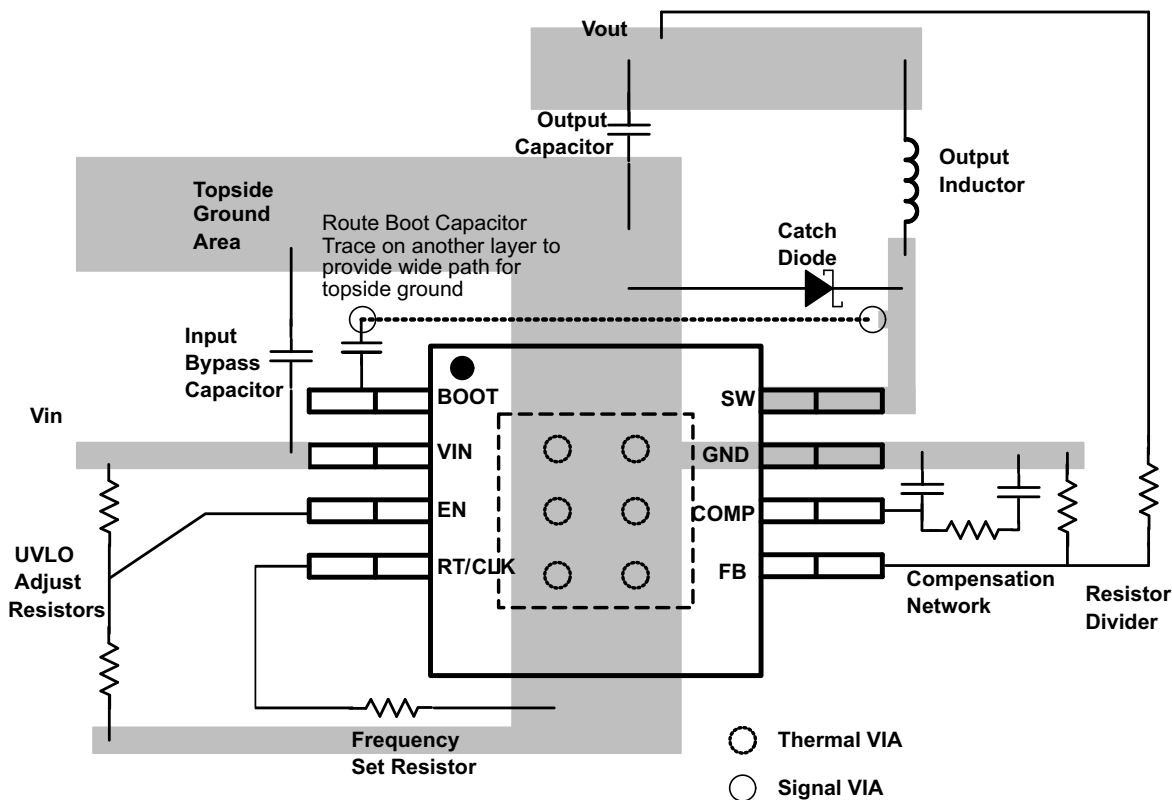 Vout
Output
Capacitor
Output
Inductor
Topside
Ground
Area
Route Boot Capacitor
Trace on another layer to
provide wide path for
topside ground
Catch
Diode
Input
Bypass
Capacitor
BOOT
SW
Vin
VIN
GND
EN
COMP
RT/CLK
FB
UVLO
Adjust
Resistors
Compensation
Network
Resistor
Divider
Frequency
Set Resistor
Thermal VIA
Signal VIA